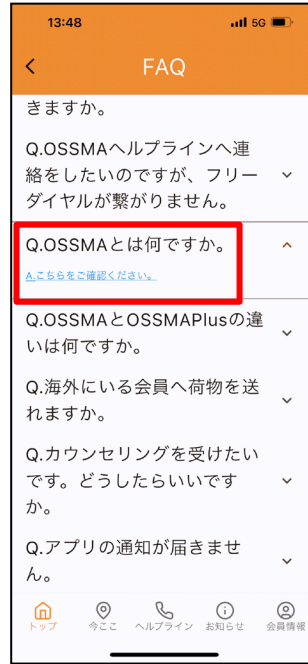 13:48
5G
FAQ
きますか。
Q.OSSMAヘルプラインへ連
絡をしたいのですが、フリー
ダイヤルが繋がりません。
Q.OSSMAとは何ですか。
A.こちらをご確認ください。
Q.OSSMAとOSSMAPlusの違
いは何ですか。
Q.海外にいる会員へ荷物を送
れますか。
Q.カウンセリングを受けたい
です。どうしたらいいです
か。
Q.アプリの通知が届きませ
ん。
トップ 今ここ ヘルプライン お知らせ 会員情報